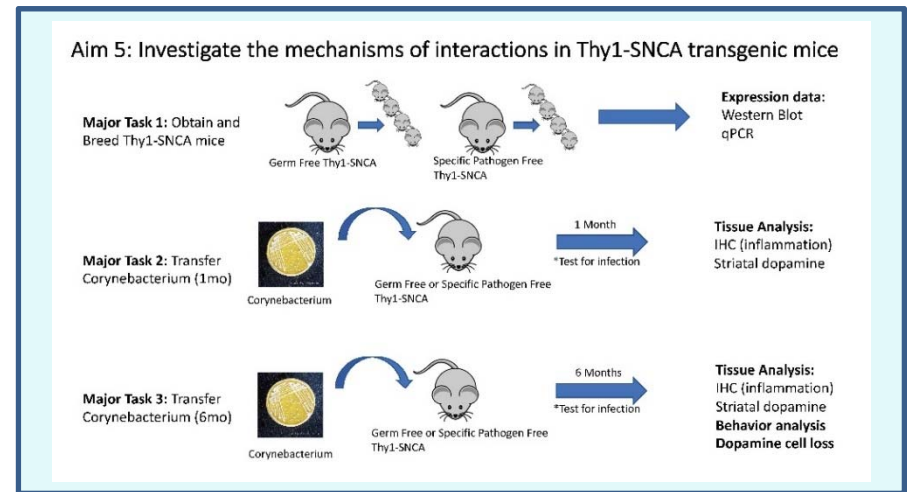 Aim 5: Investigate the mechanisms of interactions in Thy1-SNCA transgenic mice
Major Task 1: Obtain and
Breed Thy1-SNCA mice
Germ Free Thy1-SNCA
Specific Pathogen Free
Thy1-SNCA
Expression data:
Western Blot
qPCR
Major Task 2: Transfer
Corynebacterium (1mo)
Corynebacterium
Germ Free or Specific Pathogen Free
Thy1-SNCA
1 Month
*Test for infection
Tissue Analysis:
IHC (inflammation)
Striatal dopamine
Major Task 3: Transfer
Corynebacterium (6mo)
Corynebacterium
Germ Free or Specific Pathogen Free
Thy1-SNCA
6 Months
*Test for infection
Tissue Analysis:
IHC (inflammation)
Striatal dopamine
Behavior analysis
Dopamine cell loss